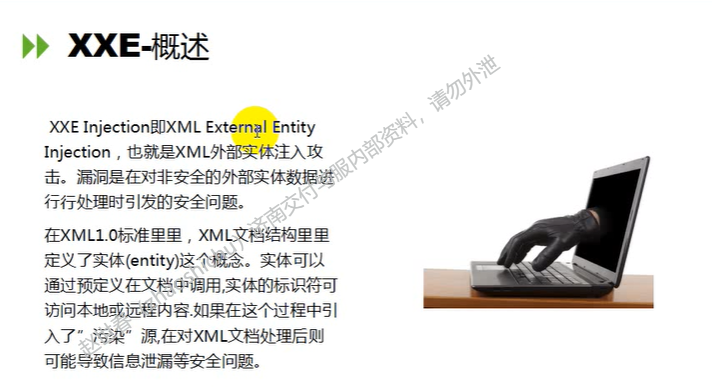 XXE-概述
XXE Injection即XML External Entity
Injection，也就是XML外部实体注入攻
击。漏洞是在对非安全的外部实体数据进
行行处理时引发的安全问题。
在XML1.0标准里里，XML文档结构里里
定义了实体(entity)这个概念。实体可以
通过预定义在文档中调用,实体的标识符可
访问本地或远程内容.如果在这个过程中引
入了”污染”源,在对XML文档处理后则
可能导致信息泄漏等安全问题。
济南交付与服内部资料，请勿外泄